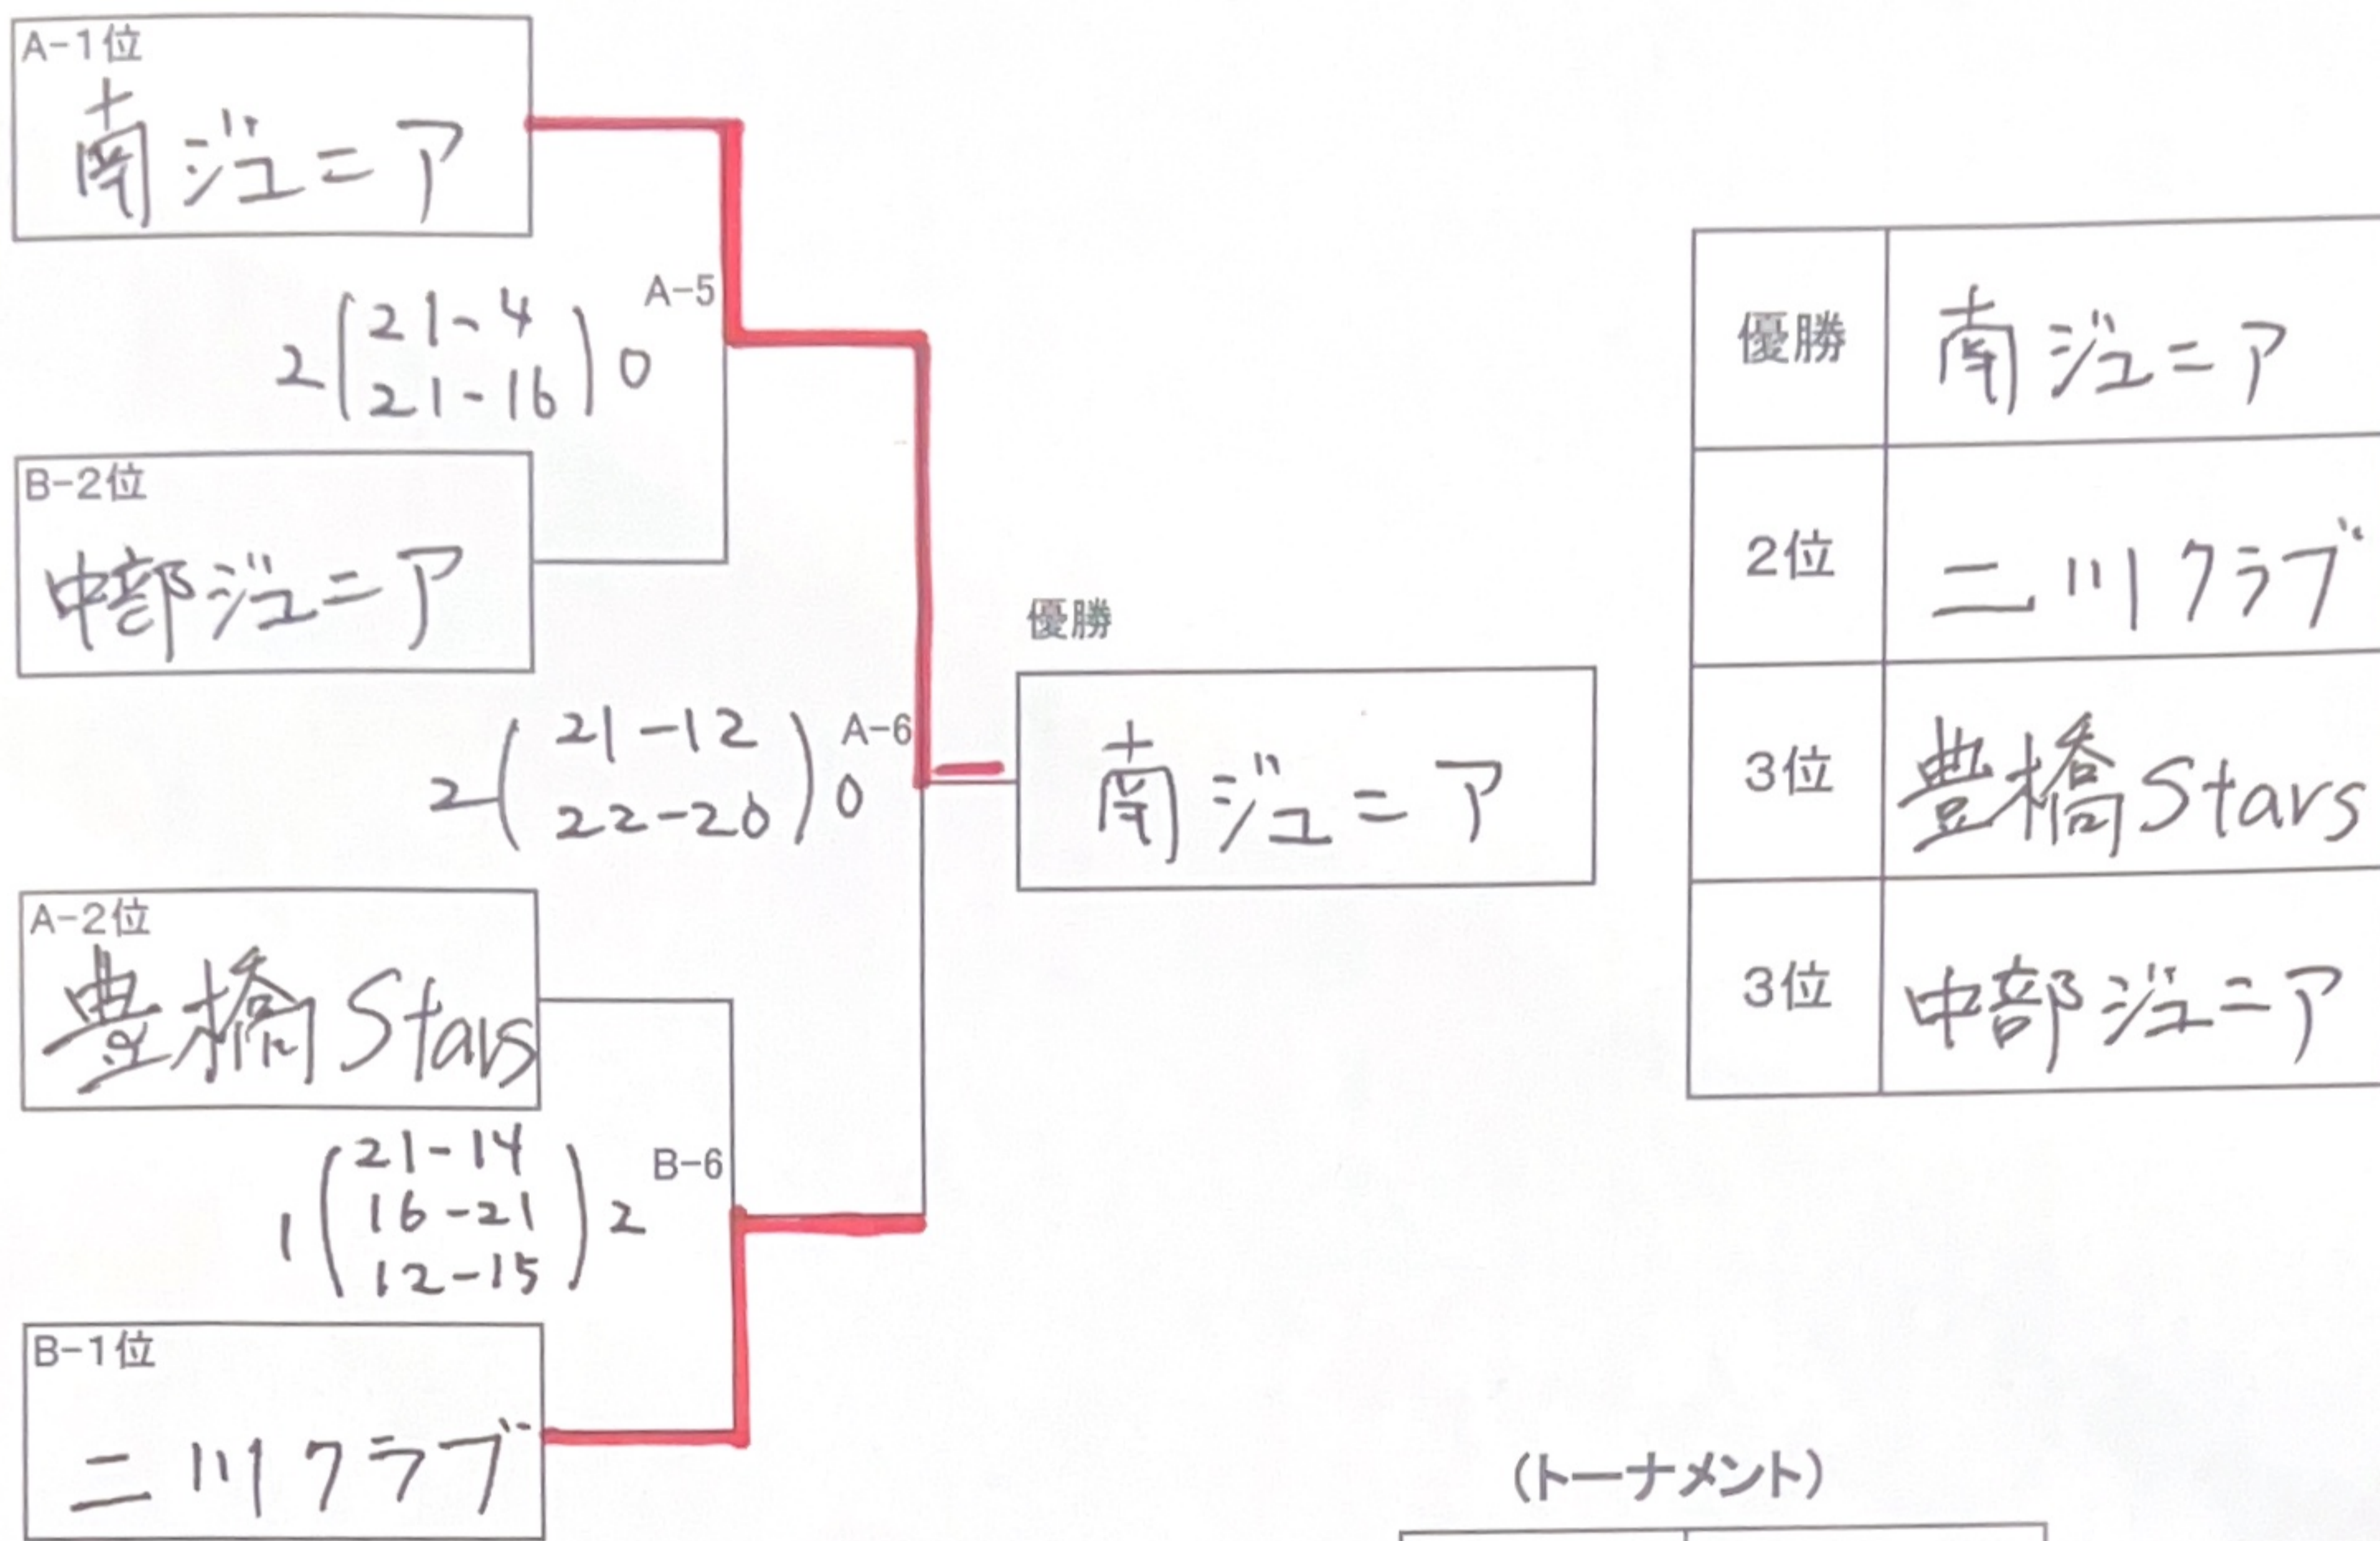 A-1位
南ジュニア
A-5
2(21-4
21-16)0
B-2位
中部ジュニア
A-6
2(21-12
22-20)0
優勝
南ジュニア
A-2位
豊橋Stars
B-6
1(21-14
16-21
12-15)2
B-1位
二川クラブ
優勝 南ジュニア
2位 二川クラブ
3位 豊橋Stars
3位 中部ジュニア
(トーナメント)